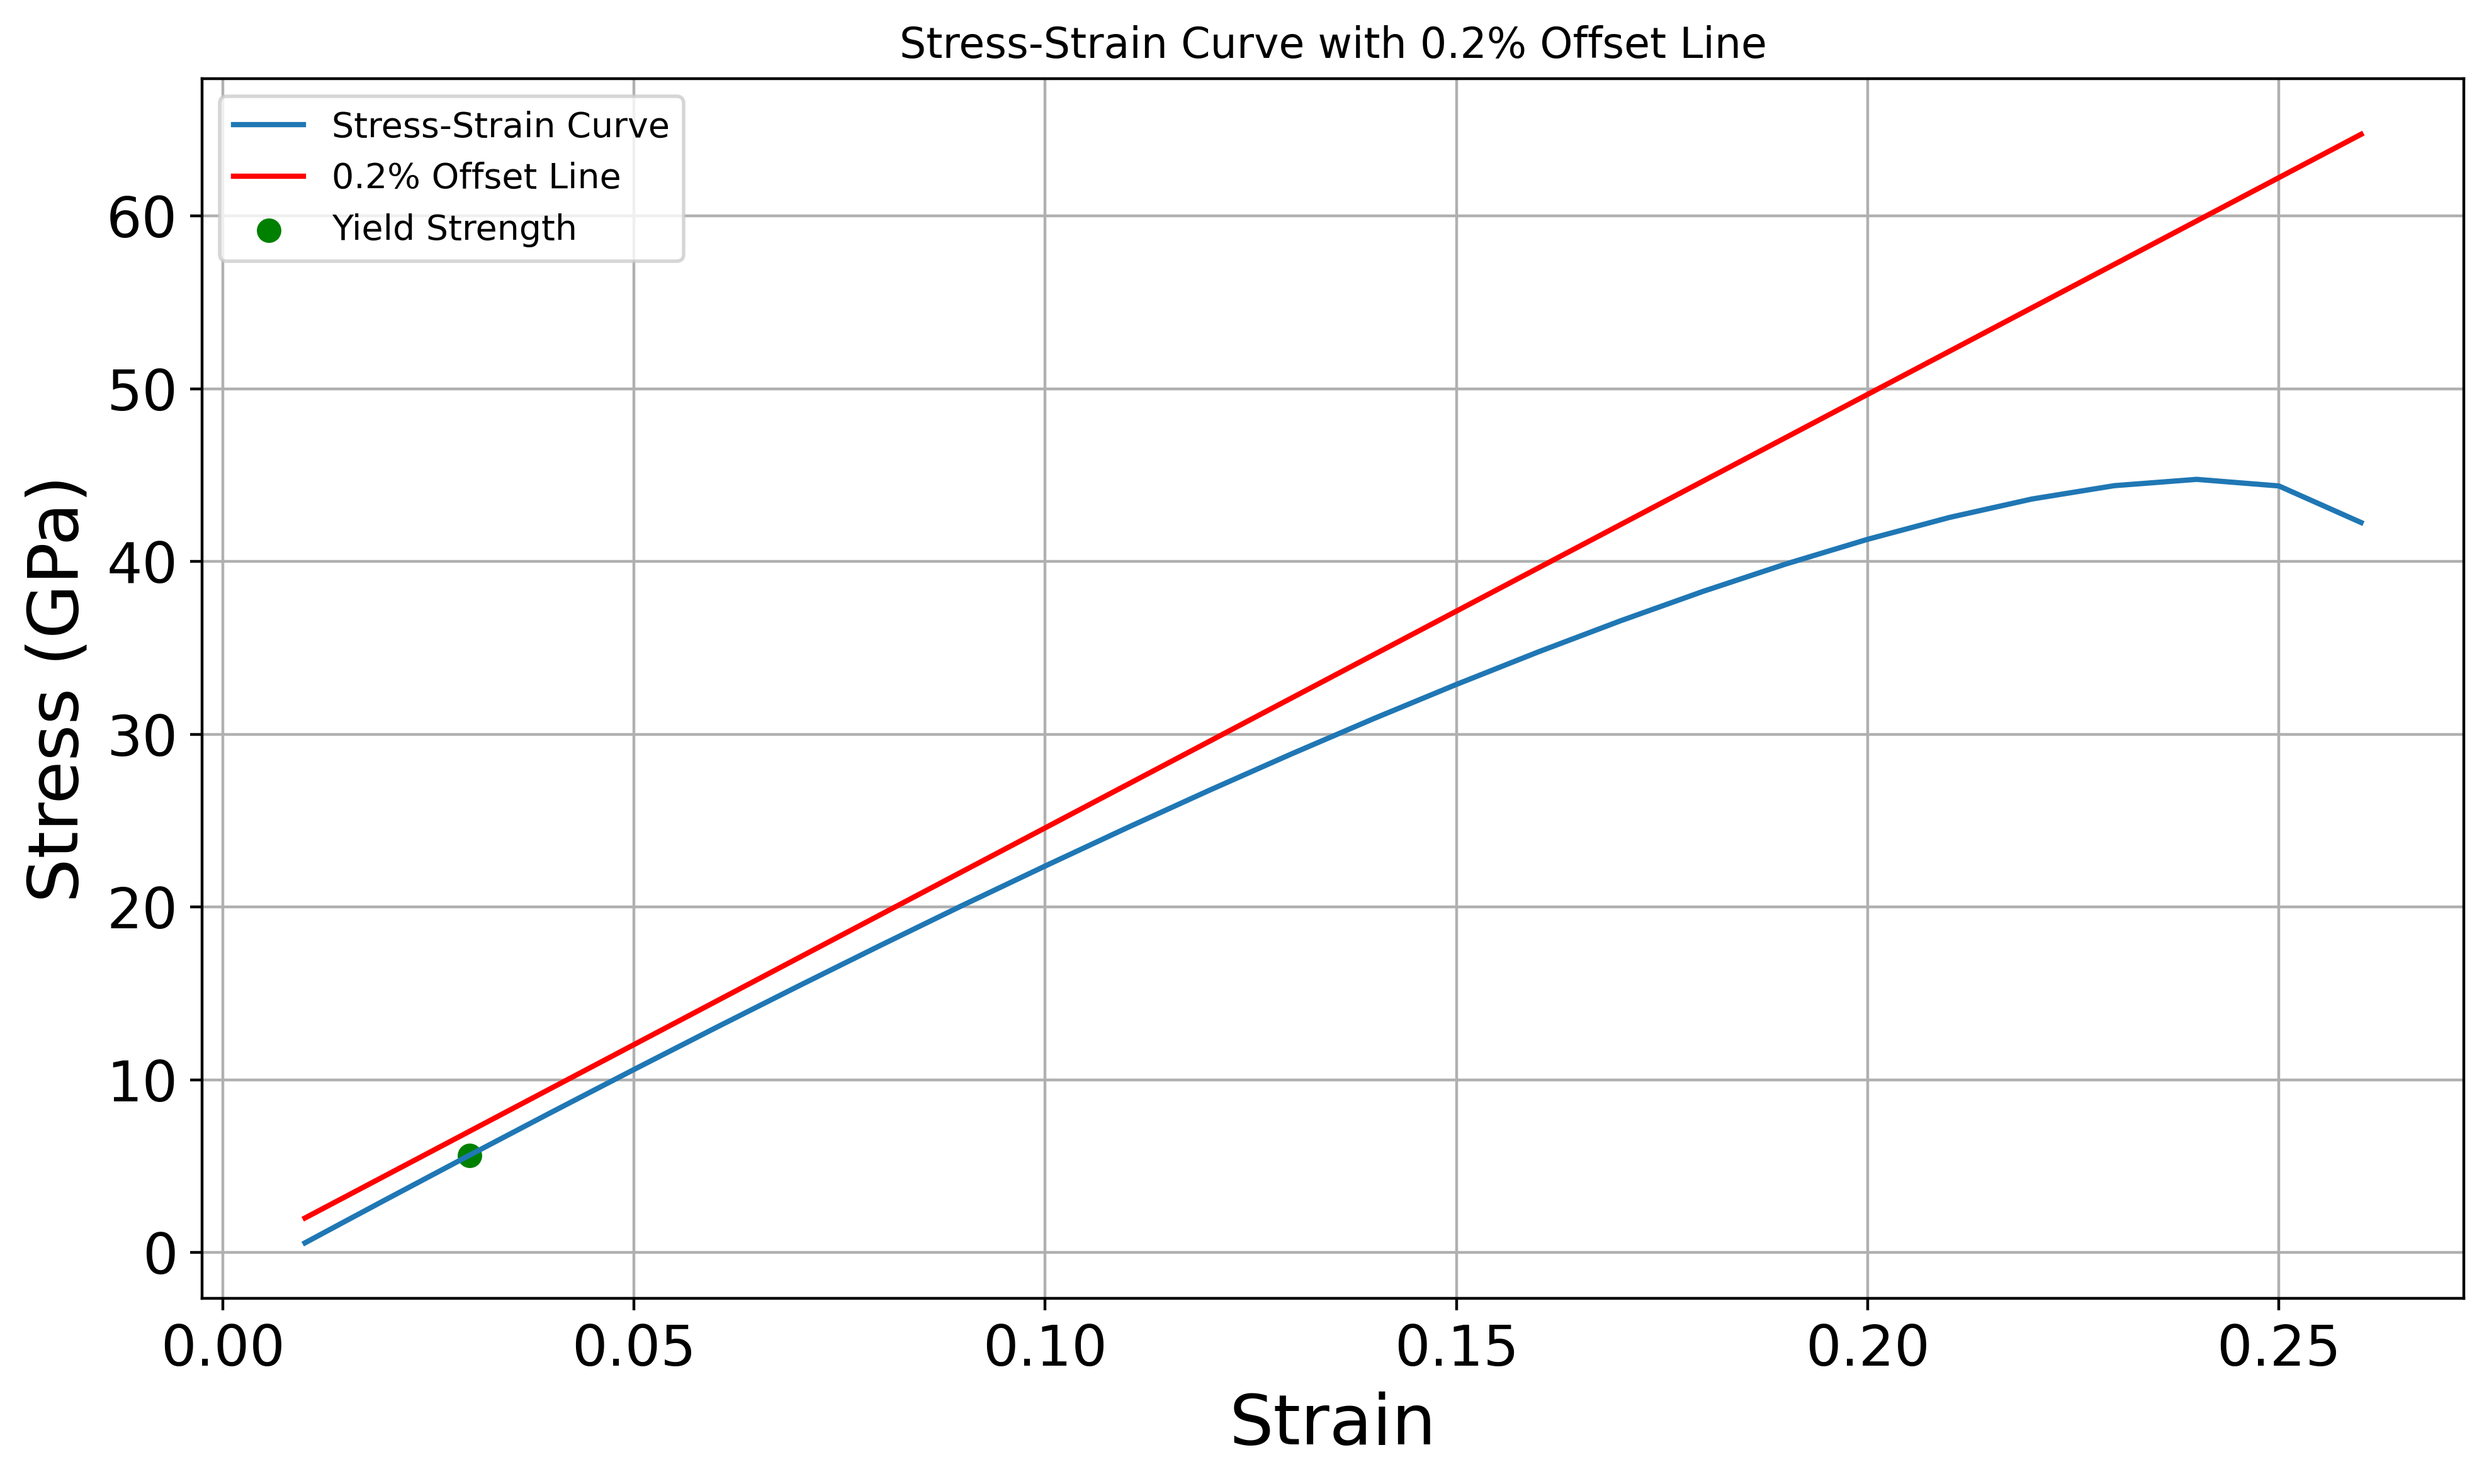 Stress-Strain Curve with 0.2% Offset Line
Stress-Strain Curve
0.2% Offset Line
Yield Strength
Stress (GPa)
60
50
40
30
20
10
0
0.00 0.05 0.10 0.15 0.20 0.25
Strain